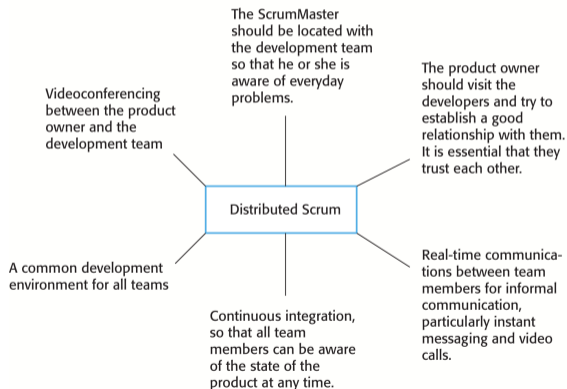 The ScrumMaster
should be located with
the development team
so that he or she is
aware of everyday
problems.
Videoconferencing
between the product
owner and the
development team
The product owner
should visit the
developers and try to
establish a good
relationship with them.
It is essential that they
trust each other.
Distributed Scrum
A common development
environment for all teams
Continuous integration,
so that all team
members can be aware
of the state of the
product at any time.
Real-time communica-
tions between team
members for informal
communication,
particularly instant
messaging and video
calls.